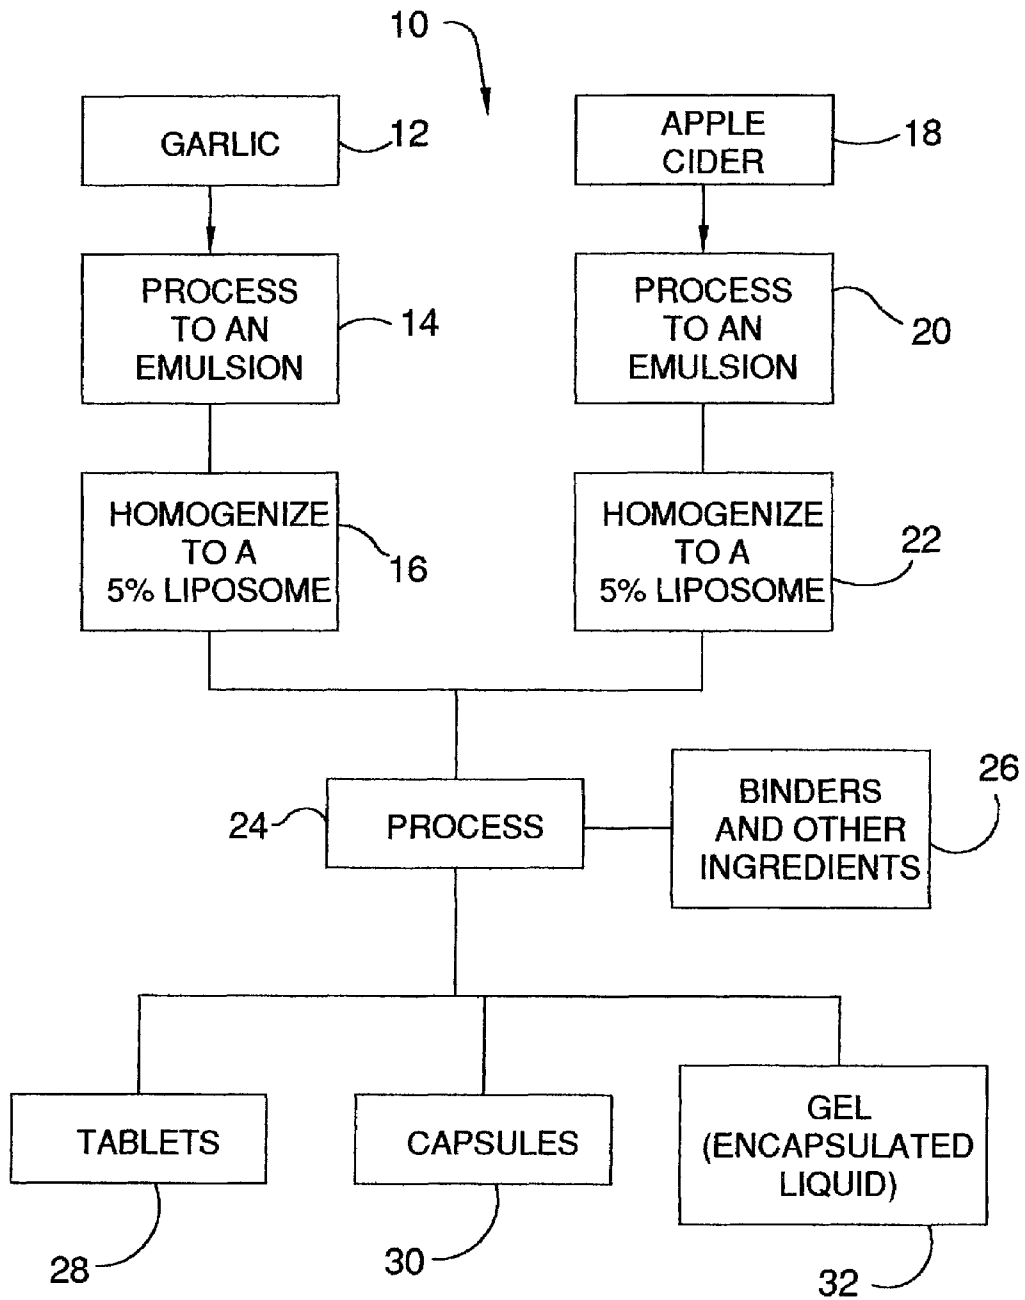 10
GARLIC
12
APPLE
CIDER
18
PROCESS
TO AN
EMULSION
14
PROCESS
TO AN
EMULSION
20
HOMOGENIZE
TO A
5% LIPOSOME
16
HOMOGENIZE
TO A
5% LIPOSOME
22
24
PROCESS
BINDERS
AND OTHER
INGREDIENTS
26
TABLETS
28
CAPSULES
30
GEL
(ENCAPSULATED
LIQUID)
32